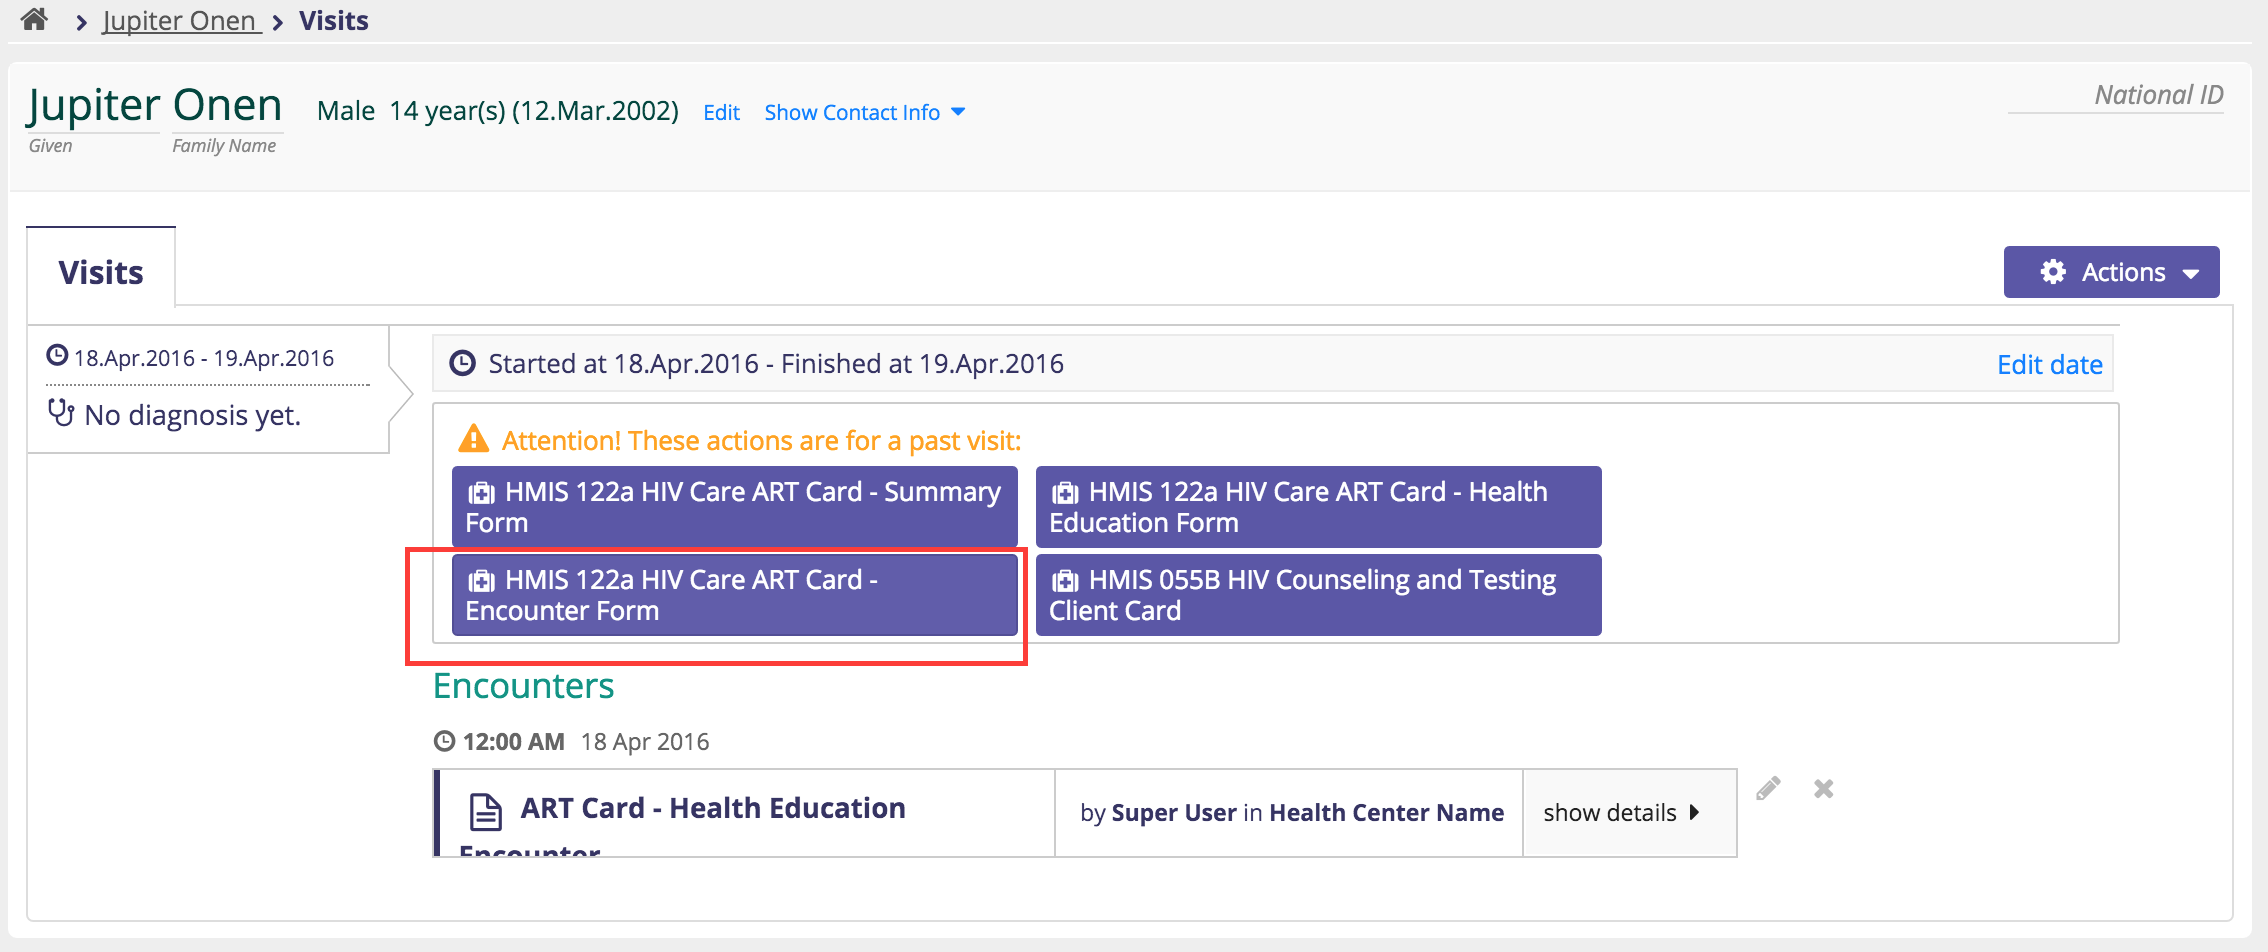 Jupiter Onen > Visits
Jupiter Onen Male 14 year(s) (12.Mar.2002) Edit Show Contact Info
National ID
Given Family Name
Visits
Actions
18.Apr.2016 - 19.Apr.2016
No diagnosis yet.
Started at 18.Apr.2016 - Finished at 19.Apr.2016 Edit date
Attention! These actions are for a past visit:
HMIS 122a HIV Care ART Card - Summary
Form
HMIS 122a HIV Care ART Card - Health
Education Form
HMIS 122a HIV Care ART Card -
Encounter Form
HMIS 055B HIV Counseling and Testing
Client Card
Encounters
12:00 AM 18 Apr 2016
ART Card - Health Education
Encounter
by Super User in Health Center Name
show details